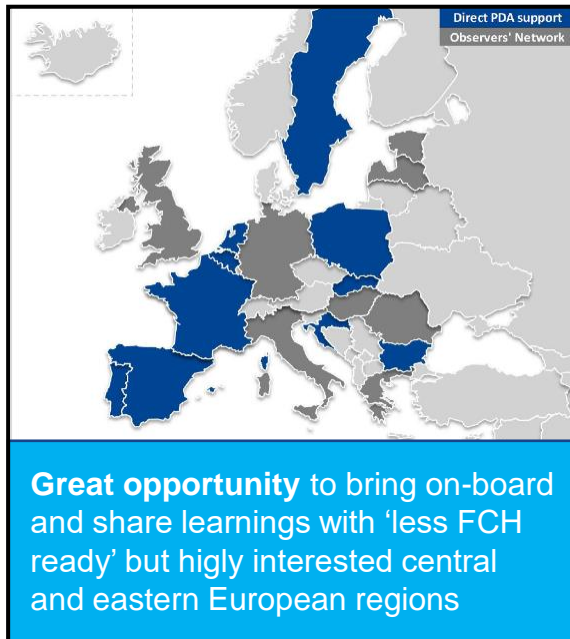 Direct PDA support
Observers' Network
Great opportunity to bring on-board
and share learnings with ‘less FCH
ready’ but higly interested central
and eastern European regions